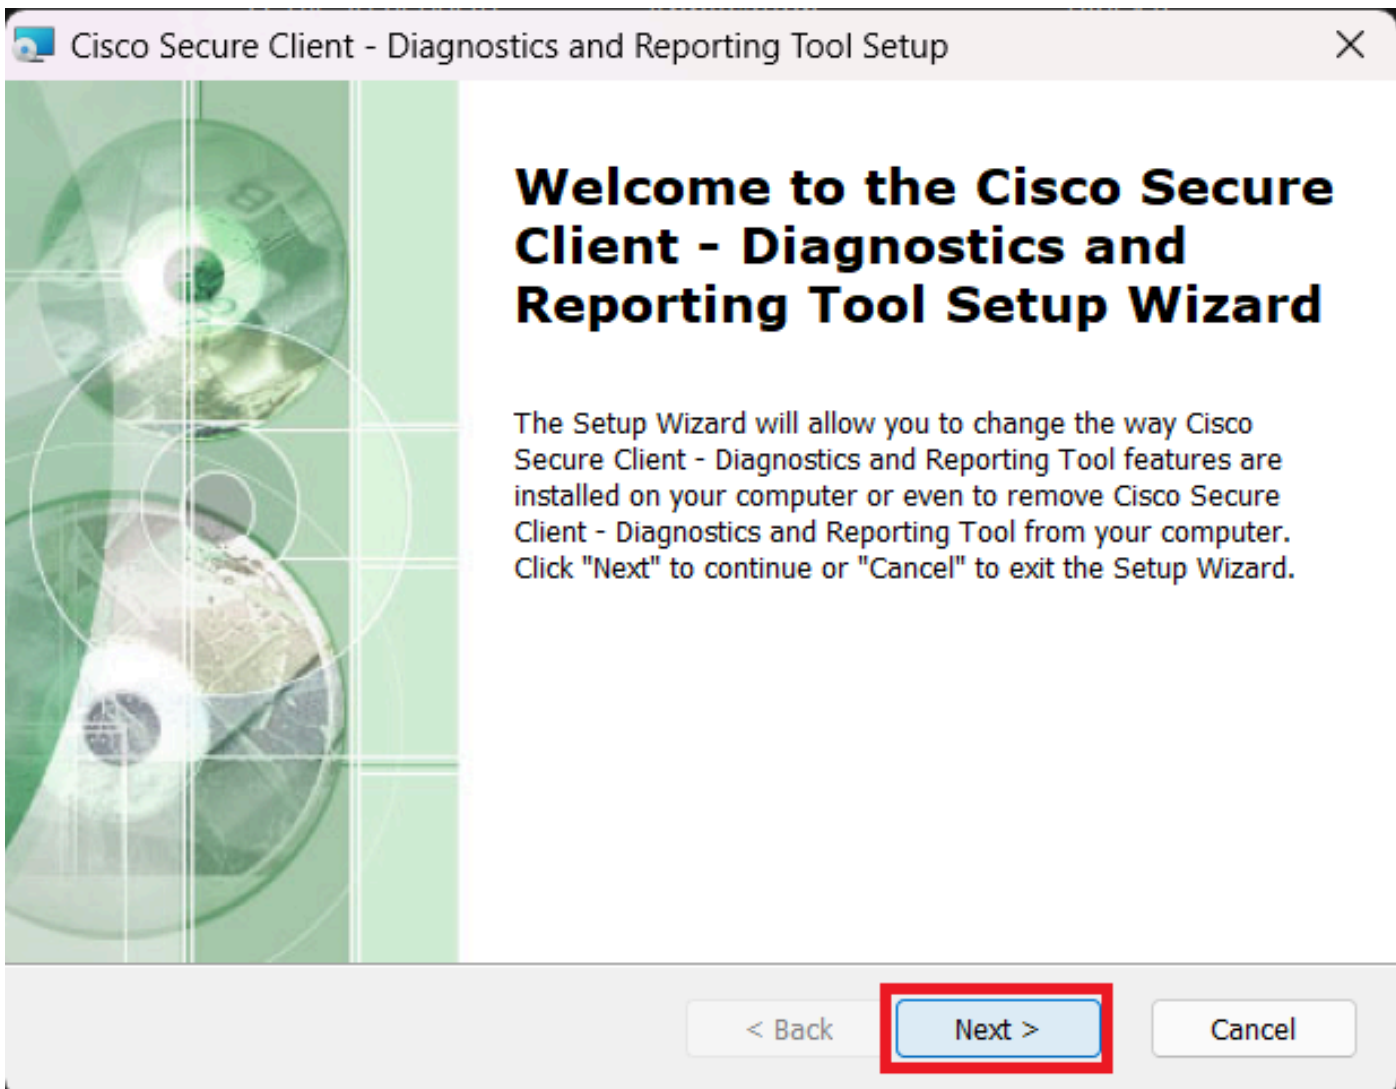 Cisco Secure Client - Diagnostics and Reporting Tool Setup
Welcome to the Cisco Secure
Client - Diagnostics and
Reporting Tool Setup Wizard
The Setup Wizard will allow you to change the way Cisco
Secure Client - Diagnostics and Reporting Tool features are
installed on your computer or even to remove Cisco Secure
Client - Diagnostics and Reporting Tool from your computer.
Click "Next" to continue or "Cancel" to exit the Setup Wizard.
< Back
Next >
Cancel